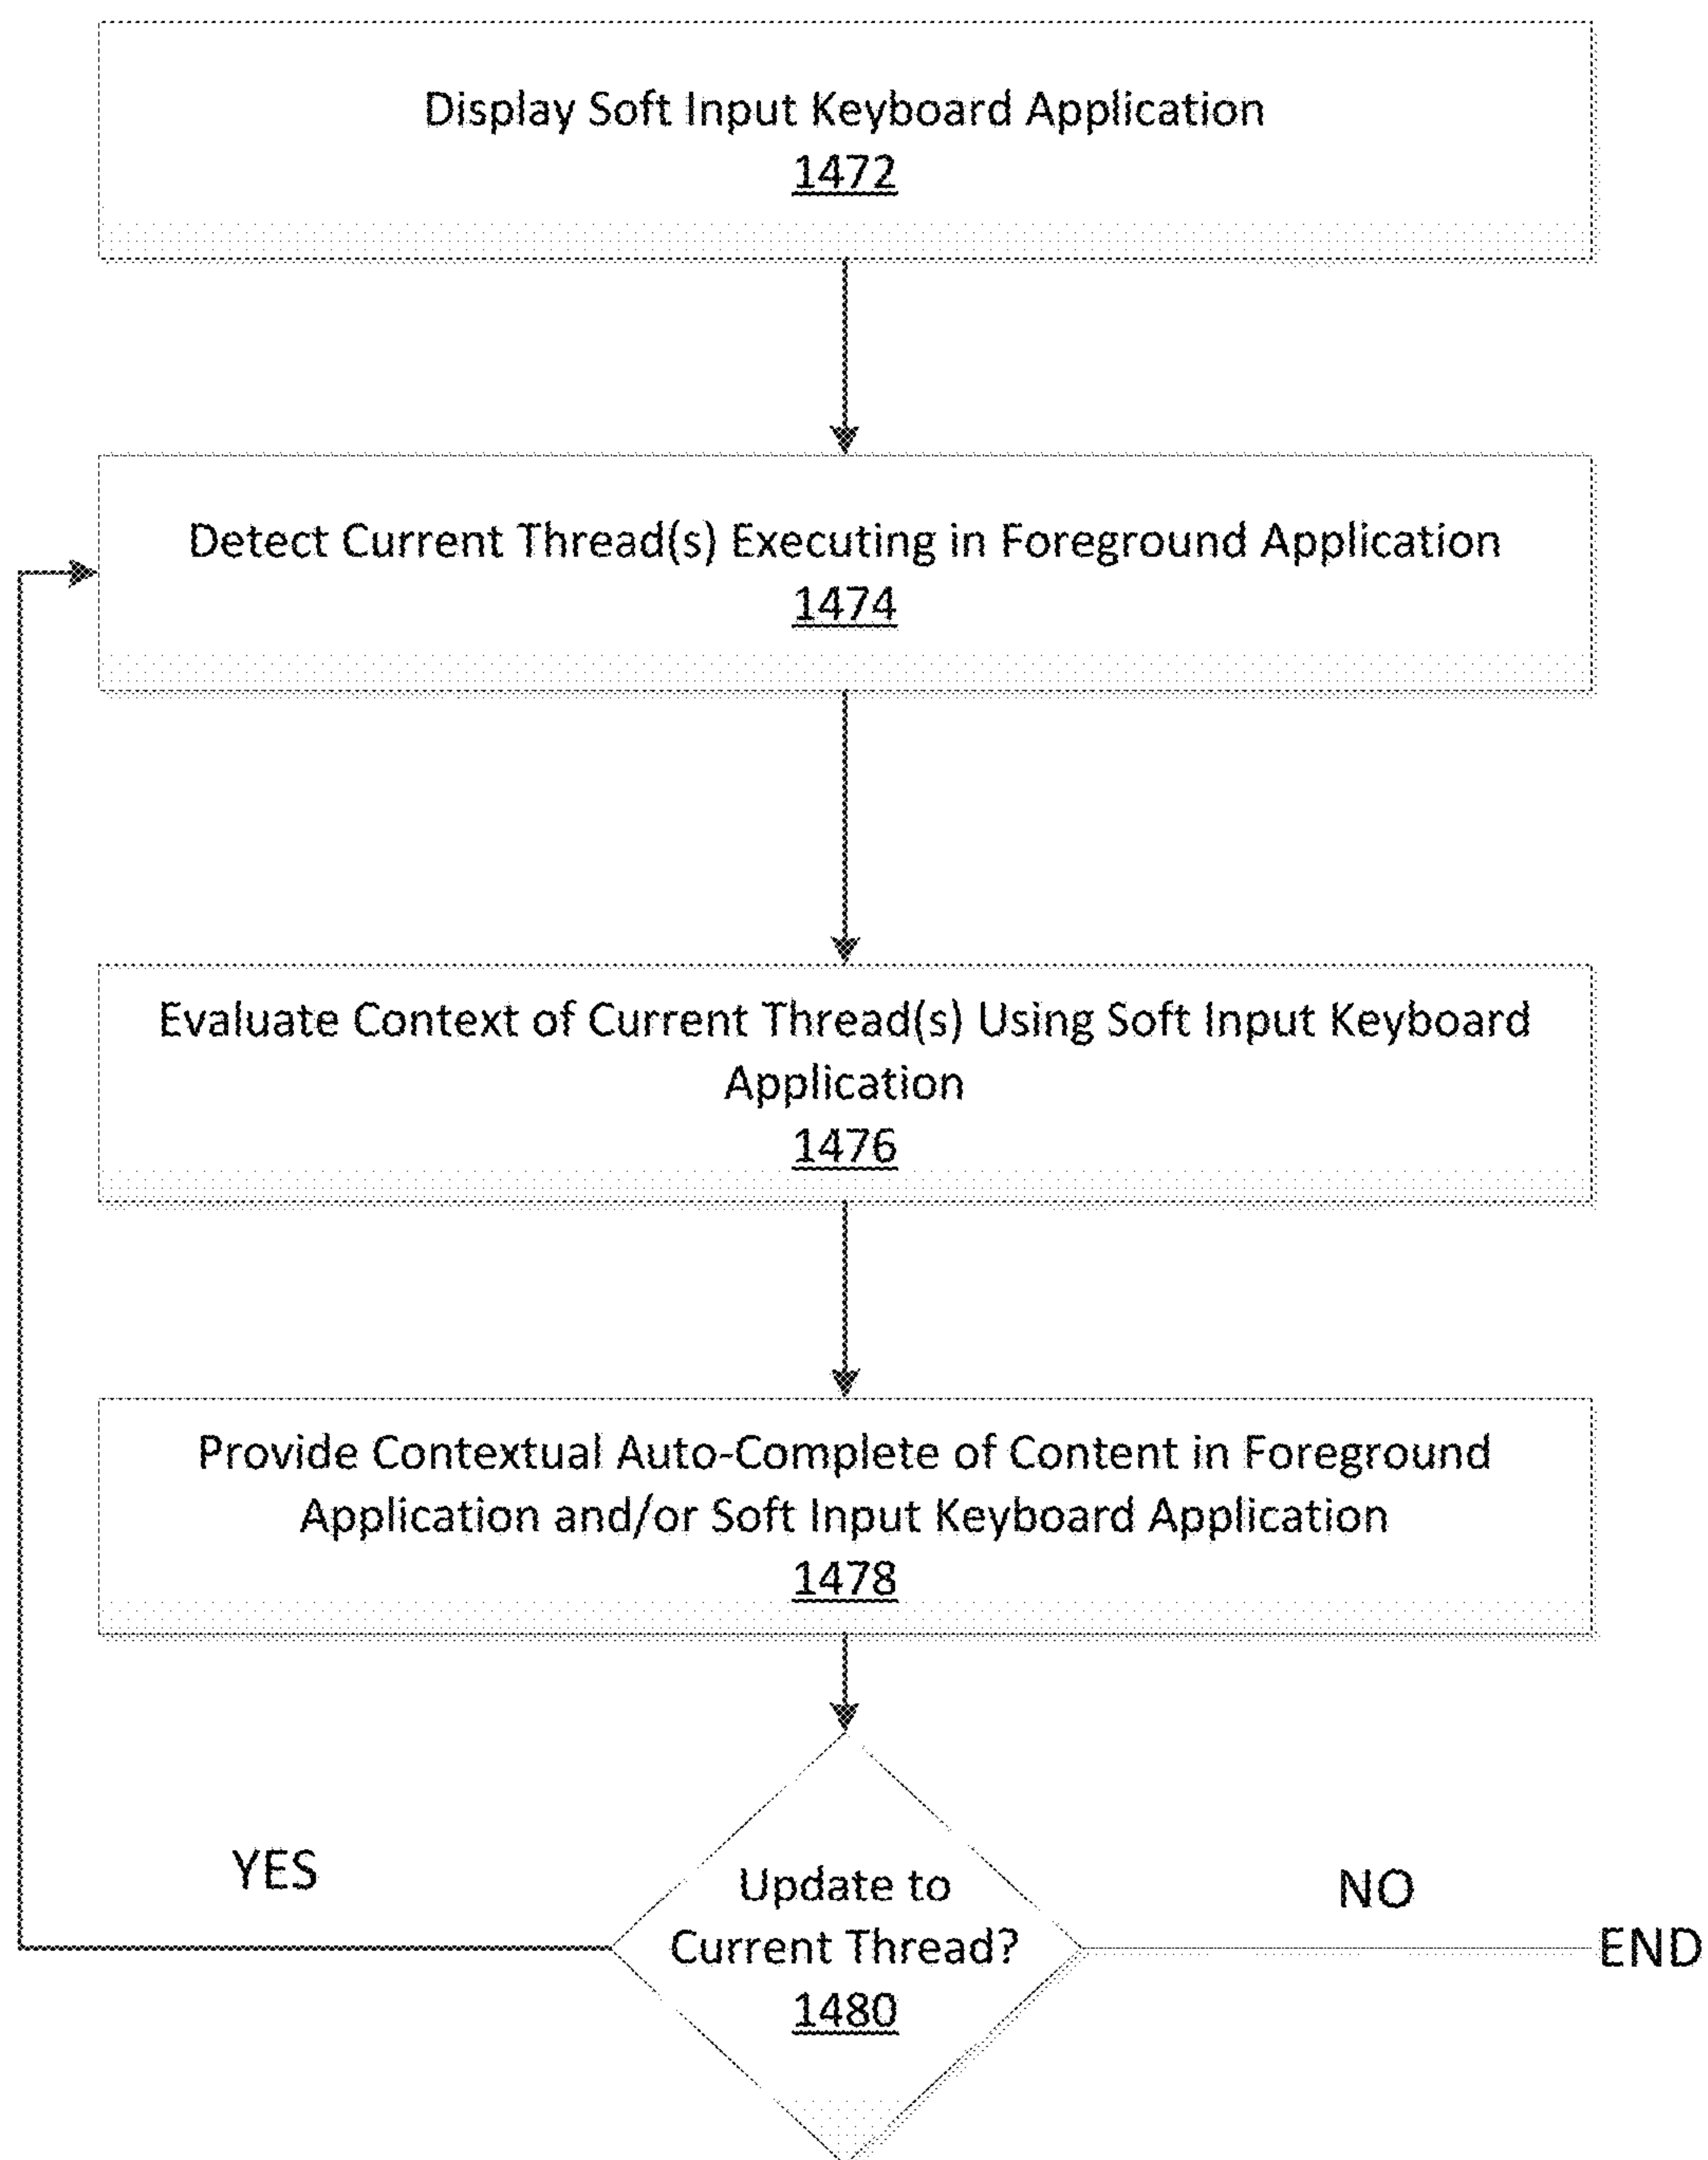 Display Soft Input Keyboard Application
1472
Detect Current Thread(s) Executing in Foreground Application
1474
Evaluate Context of Current Thread(s) Using Soft Input Keyboard
Application
1476
Provide Contextual Auto-Complete of Content in Foreground
Application and/or Soft Input Keyboard Application
1478
YES
Update to
Current Thread?
1480
NO
END